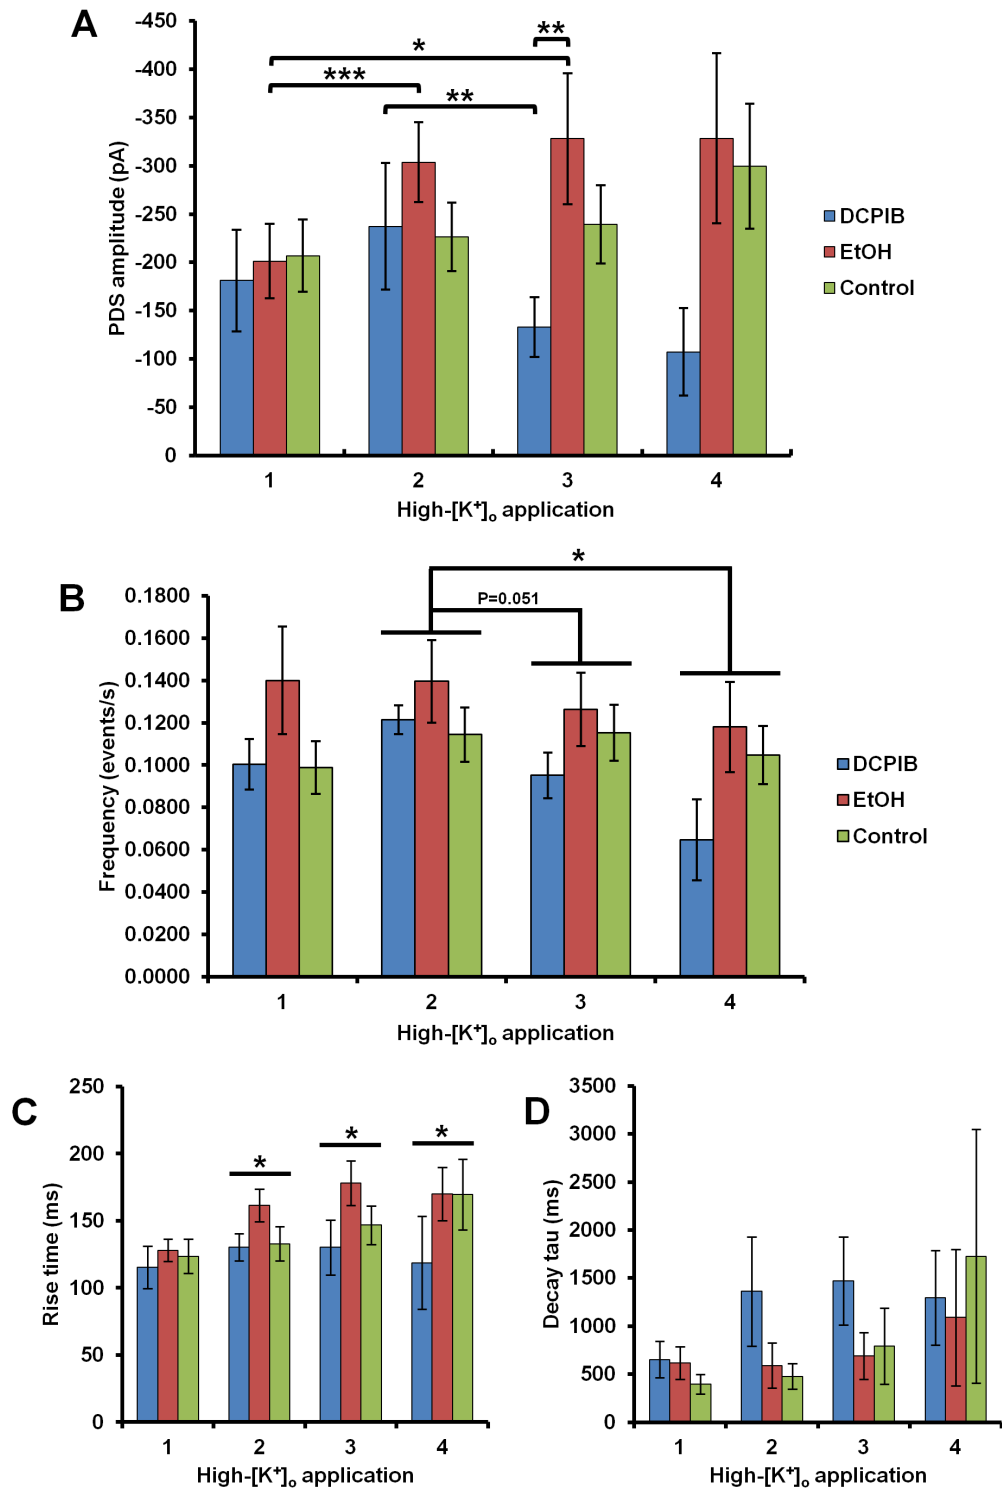 A
-450
-400
-350
-300
-250
-200
-150
-100
-50
0
PDS amplitude (pA)
*
***
**
**
1 2 3 4
High-[K⁺]ₒ application
DCPIB
EtOH
Control
B
0.1800
0.1600
0.1400
0.1200
0.1000
0.0800
0.0600
0.0400
0.0200
0.0000
Frequency (events/s)
*
P=0.051
1 2 3 4
High-[K⁺]ₒ application
DCPIB
EtOH
Control
C
250
200
150
100
50
0
Rise time (ms)
* * *
1 2 3 4
High-[K⁺]ₒ application
D
3500
3000
2500
2000
1500
1000
500
0
Decay tau (ms)
1 2 3 4
High-[K⁺]ₒ application